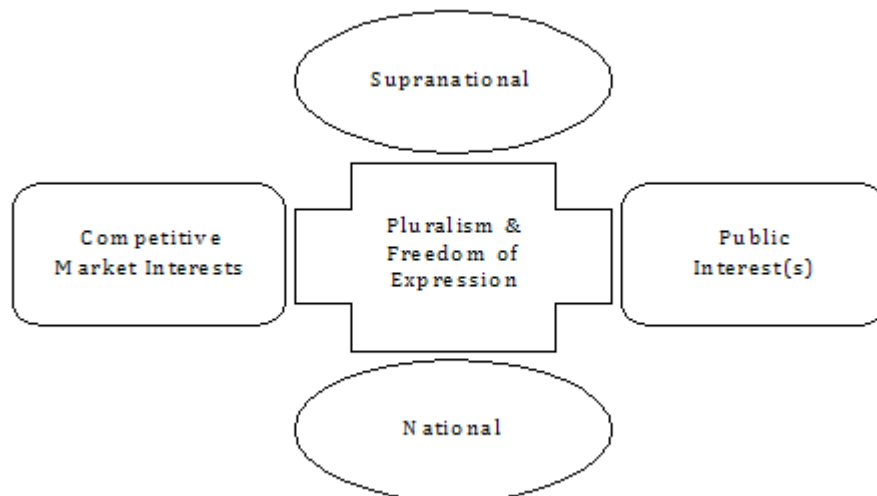 Supranational
Competitive
Market Interests
Pluralism &
Freedom of
Expression
Public
Interest(s)
National